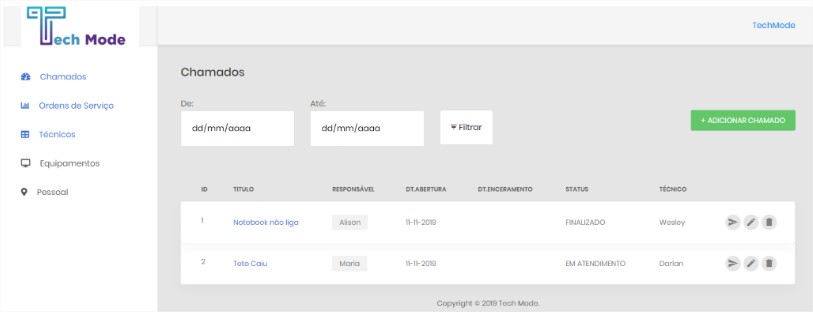 Tech Mode
TechMode
Chamados
Ordens de Serviço
Técnicos
Equipamentos
Pessoal
Chamados
De:
Até:
dd/mm/aaaa
dd/mm/aaaa
Filtrar
+ ADICIONAR CHAMADO
ID TITULO RESPONSÁVEL DT.ABERTURA DT.ENCERAMENTO STATUS TÉCNICO
1 Notebook não liga Alison 11-11-2019 FINALIZADO Wesley
2 Teto Caiu Maria 11-11-2019 EM ATENDIMENTO Darlan
Copyright © 2019 Tech Mode.